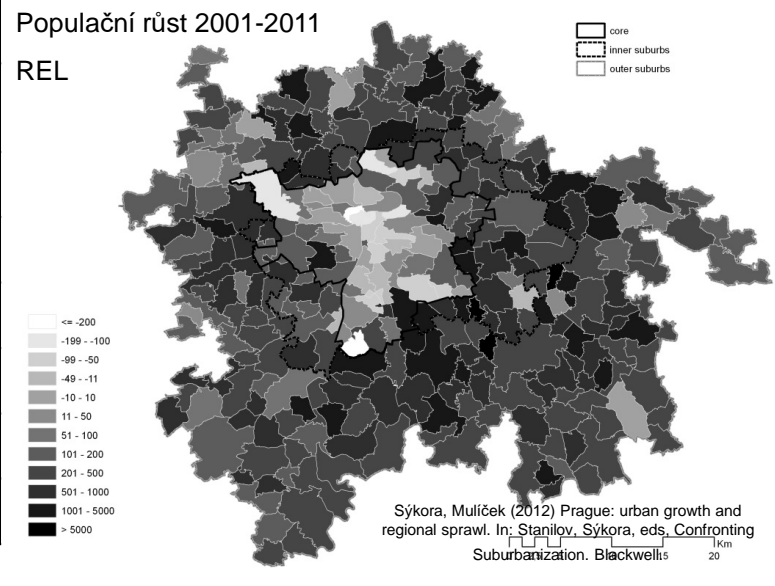 Populační růst 2001-2011
REL
core
inner suburbs
outer suburbs
<= -200
-199 - -100
-99 - -50
-49 - -11
-10 - 10
11 - 50
51 - 100
101 - 200
201 - 500
501 - 1000
1001 - 5000
> 5000
Sýkora, Mulíček (2012) Prague: urban growth and
regional sprawl. In: Stanilov, Sýkora, eds, Confronting
Suburbanization. Blackwell.
Km
20